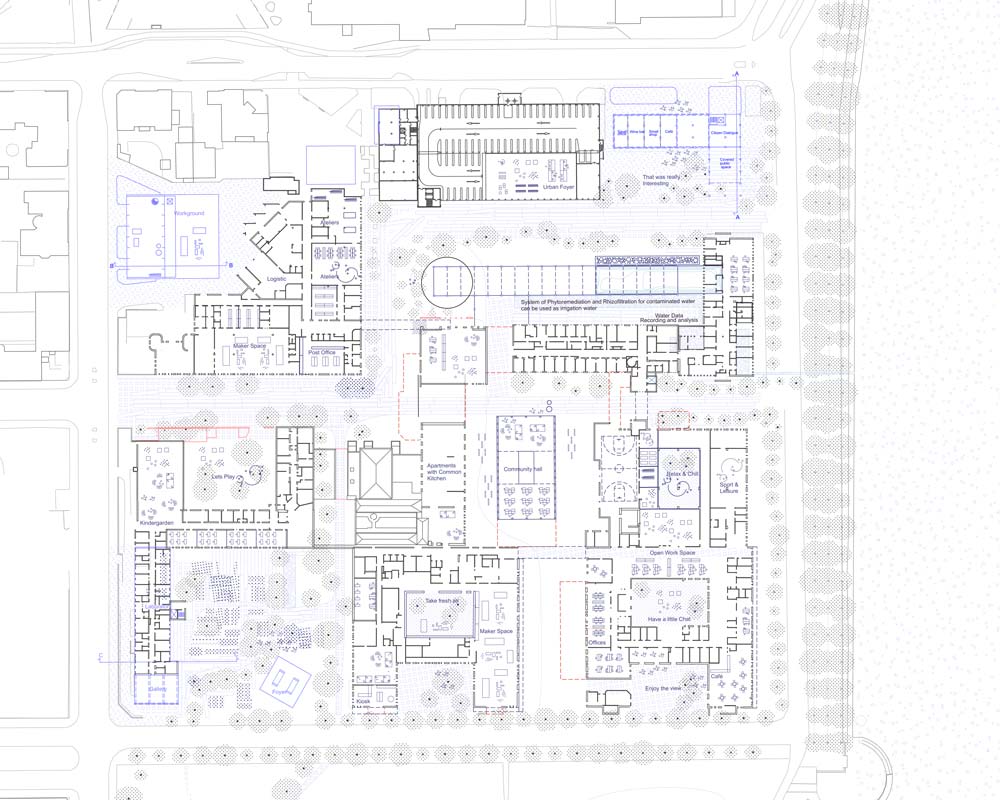 A
Wine bar
Cafe
Citizen Dialogue
Covered
public
space
That was really
Interesting
A
Urban Foyer
Workground
Ateliers
B
B
Logistic
Ateliers
System of Phytoremediation and Rhizofiltration for contaminated water
can be used as irrigation water
Water Data
Recording and analysis
Maker Space
Post Office
Apartments
with Common
Kitchen
Community hall
Lets Play
Relax & Chill
Sport &
Leisure
Kindergarden
Open Work Space
Take fresh air
Maker Space
Have a little Chat
Offices
Gallery
Foyer
Kiosk
Enjoy the view
Cafe